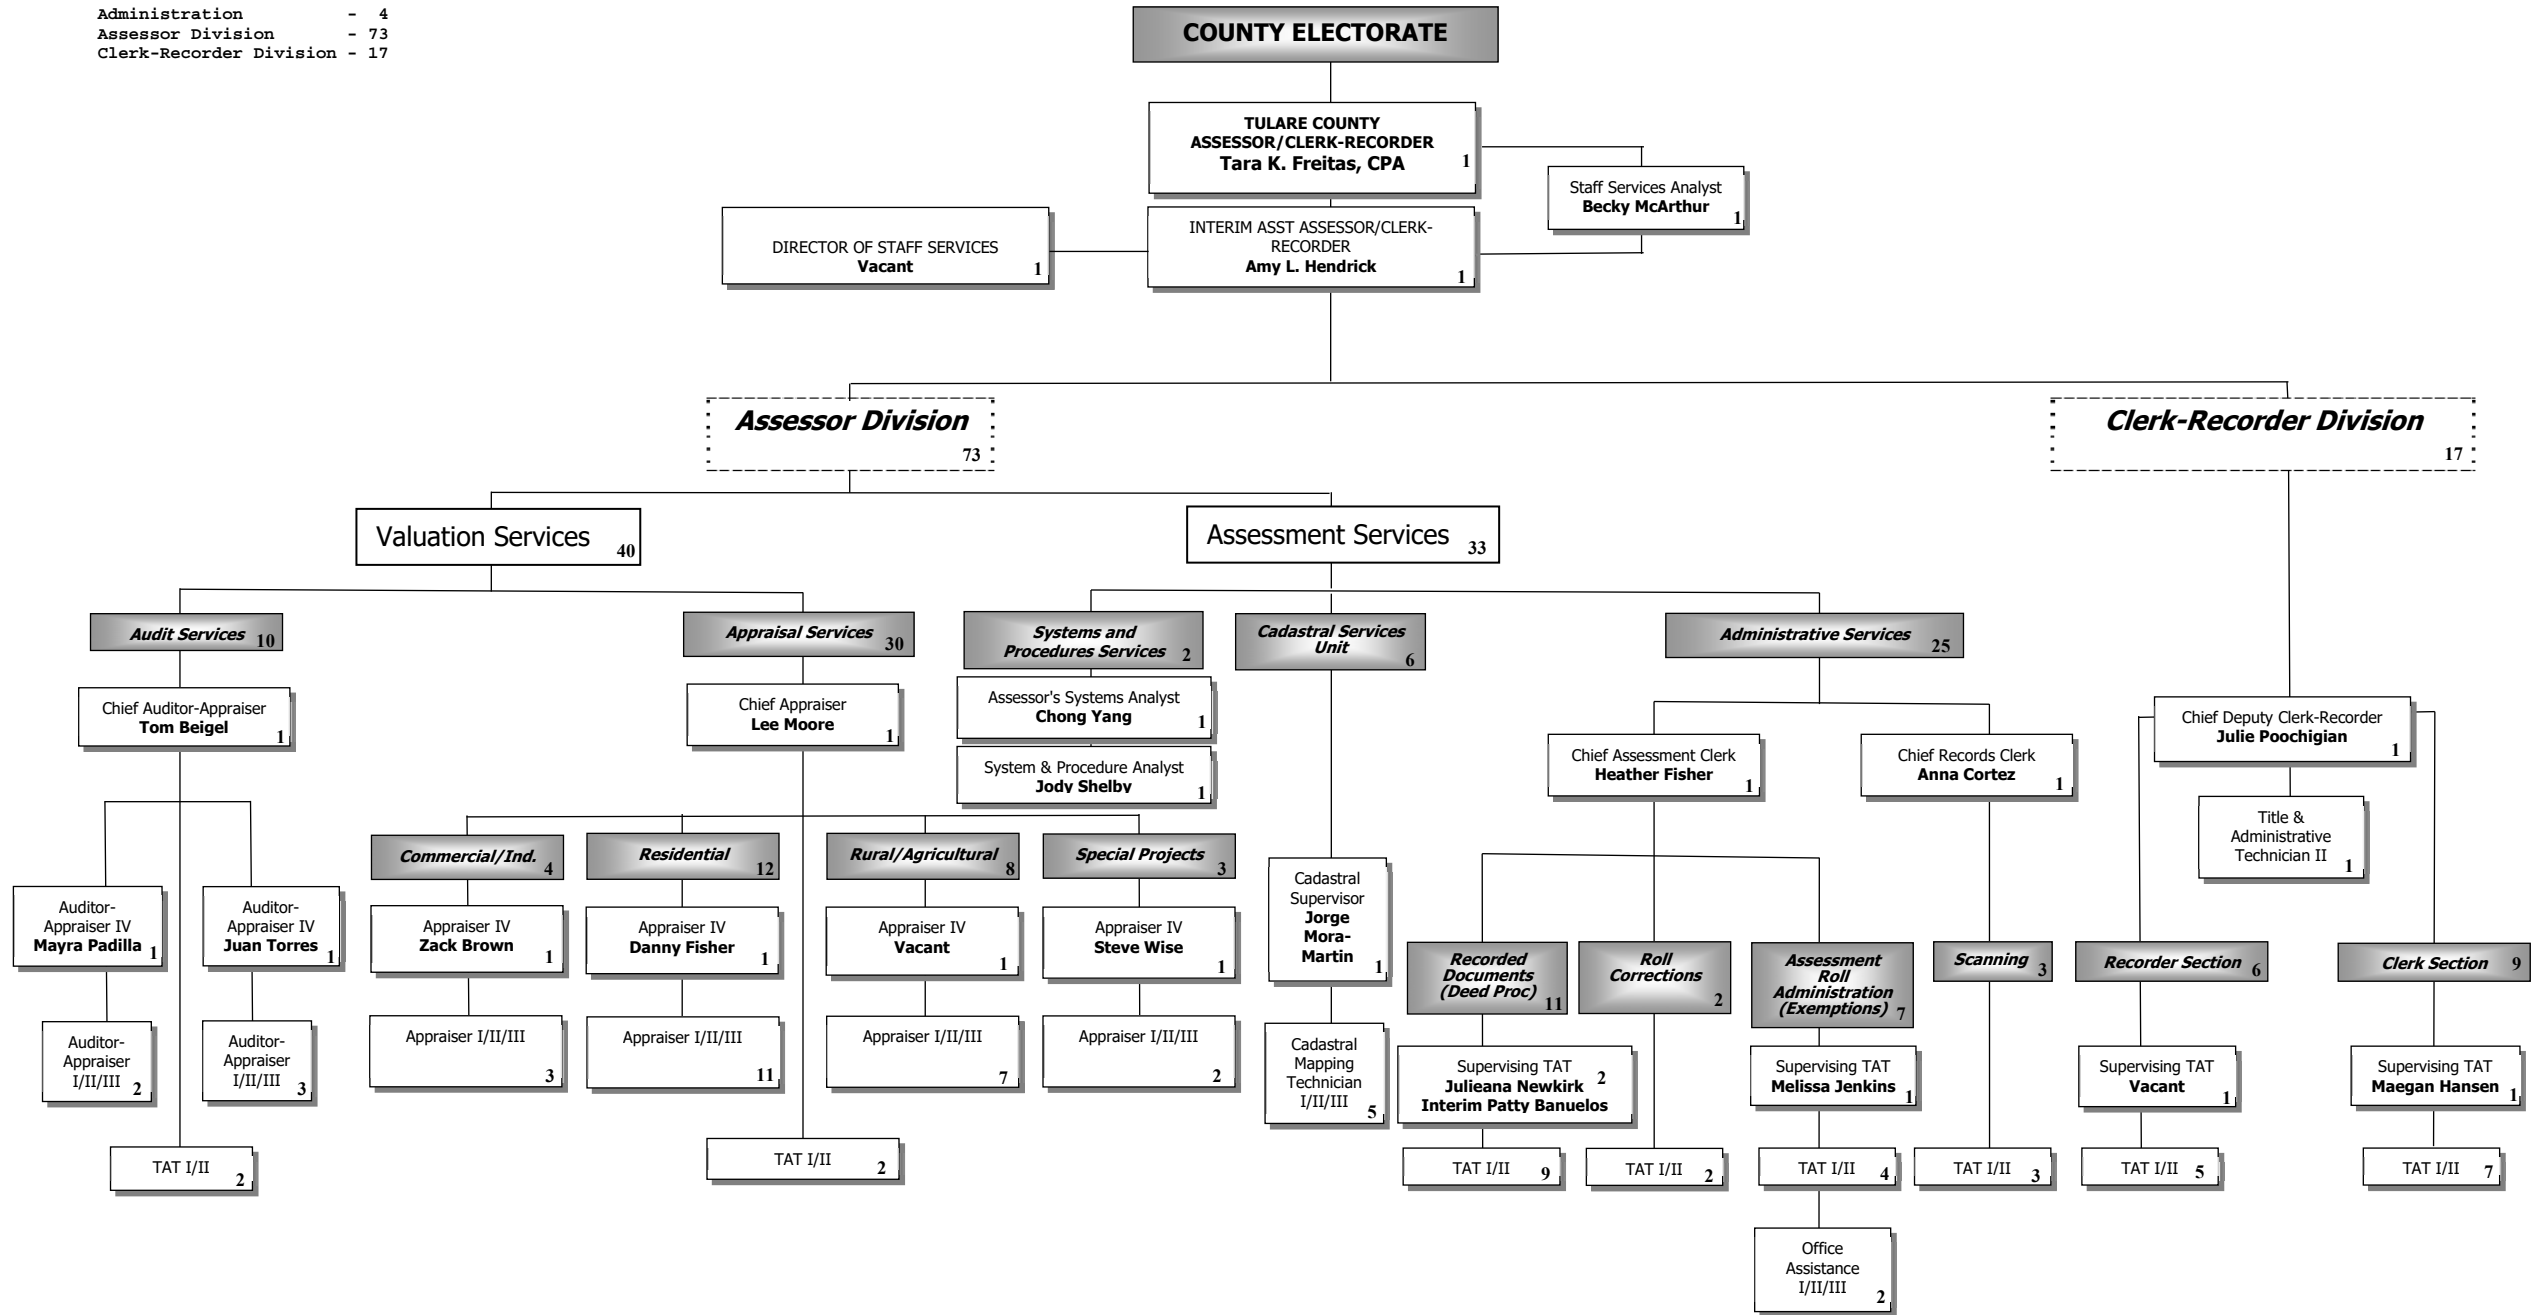 Administration - 4
Assessor Division - 73
Clerk-Recorder Division - 17
COUNTY ELECTORATE
TULARE COUNTY
ASSESSOR/CLERK-RECORDER
Tara K. Freitas, CPA 1
Staff Services Analyst
Becky McArthur 1
DIRECTOR OF STAFF SERVICES
Vacant 1
INTERIM ASST ASSESSOR/CLERK-
RECORDER
Amy L. Hendrick 1
Assessor Division
73
Clerk-Recorder Division
17
Valuation Services 40
Assessment Services 33
Audit Services 10
Appraisal Services 30
Systems and
Procedures Services 2
Cadastral Services
Unit 6
Administrative Services 25
Chief Auditor-Appraiser
Tom Beigel 1
Chief Appraiser
Lee Moore 1
Assessor's Systems Analyst
Chong Yang 1
System & Procedure Analyst
Jody Shelby 1
Chief Assessment Clerk
Heather Fisher 1
Chief Records Clerk
Anna Cortez 1
Chief Deputy Clerk-Recorder
Julie Poochigian 1
Title &
Administrative
Technician II 1
Commercial/Ind. 4
Residential 12
Rural/Agricultural 8
Special Projects 3
Auditor-
Appraiser IV
Mayra Padilla 1
Auditor-
Appraiser IV
Juan Torres 1
Appraiser IV
Zack Brown 1
Appraiser IV
Danny Fisher 1
Appraiser IV
Vacant 1
Appraiser IV
Steve Wise 1
Cadastral
Supervisor
Jorge
Mora-
Martin 1
Recorded
Documents
(Deed Proc) 11
Roll
Corrections
2
Assessment
Roll
Administration
(Exemptions) 7
Scanning 3
Recorder Section 6
Clerk Section 9
Auditor-
Appraiser
I/II/III 2
Auditor-
Appraiser
I/II/III 3
Appraiser I/II/III
3
Appraiser I/II/III
11
Appraiser I/II/III
7
Appraiser I/II/III
2
Cadastral
Mapping
Technician
I/II/III 5
Supervising TAT
Julieana Newkirk 2
Interim Patty Banuelos
Supervising TAT
Melissa Jenkins 1
Supervising TAT
Vacant 1
Supervising TAT
Maegan Hansen 1
TAT I/II 2
TAT I/II 2
TAT I/II 9
TAT I/II 2
TAT I/II 4
TAT I/II 3
TAT I/II 5
TAT I/II 7
Office
Assistance
I/II/III 2